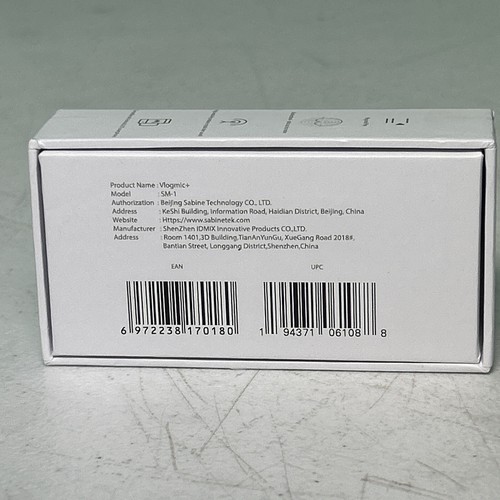 Product Name : Vlogmic+
Model : SM-1
Authorization : Beijing Sabine Technology CO., LTD.
Address : KeShi Building, Information Road, Haidian District, Beijing, China
Website : Https://www.sabinetek.com
Manufacturer : ShenZhen IDMIX Innovative Products CO.,LTD.
Address : Room 1401,3D Building,TianAnYunGu, XueGang Road 2018#,
Bantian Street, Longgang District,Shenzhen,China
EAN UPC
6 972238 170180 1 94371 06108 8